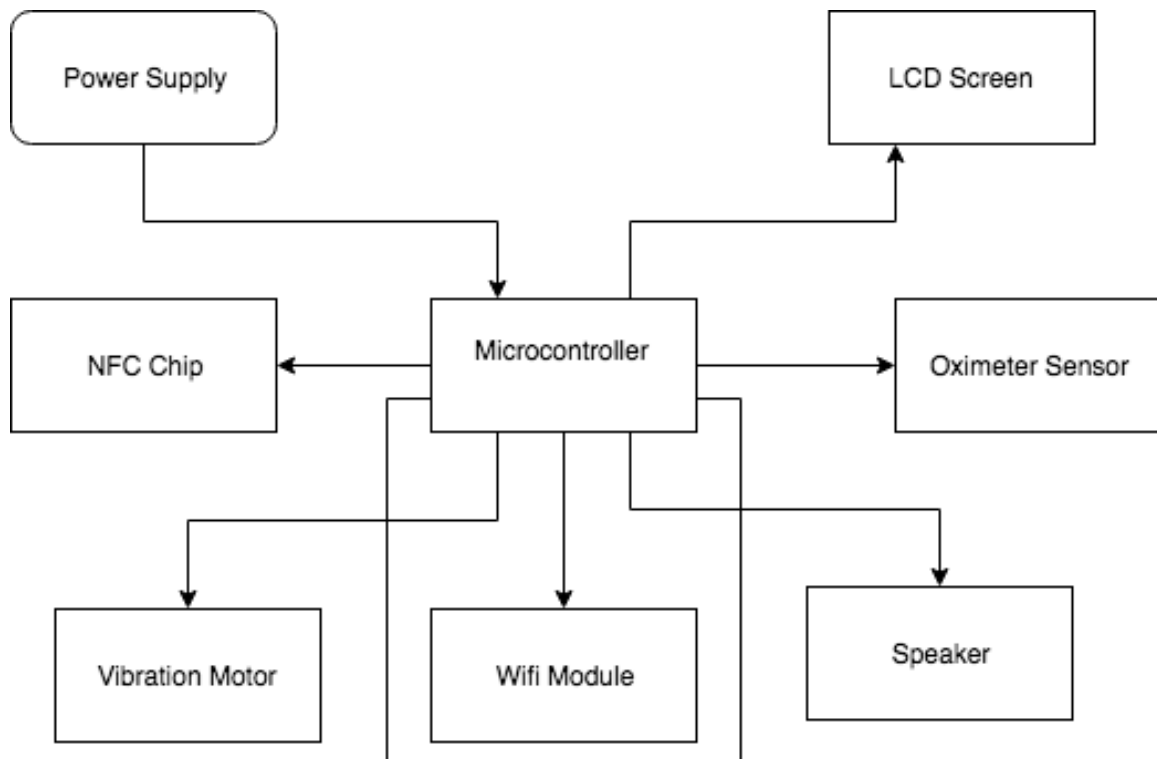 Power Supply
LCD Screen
NFC Chip
Microcontroller
Oximeter Sensor
Vibration Motor
Wifi Module
Speaker